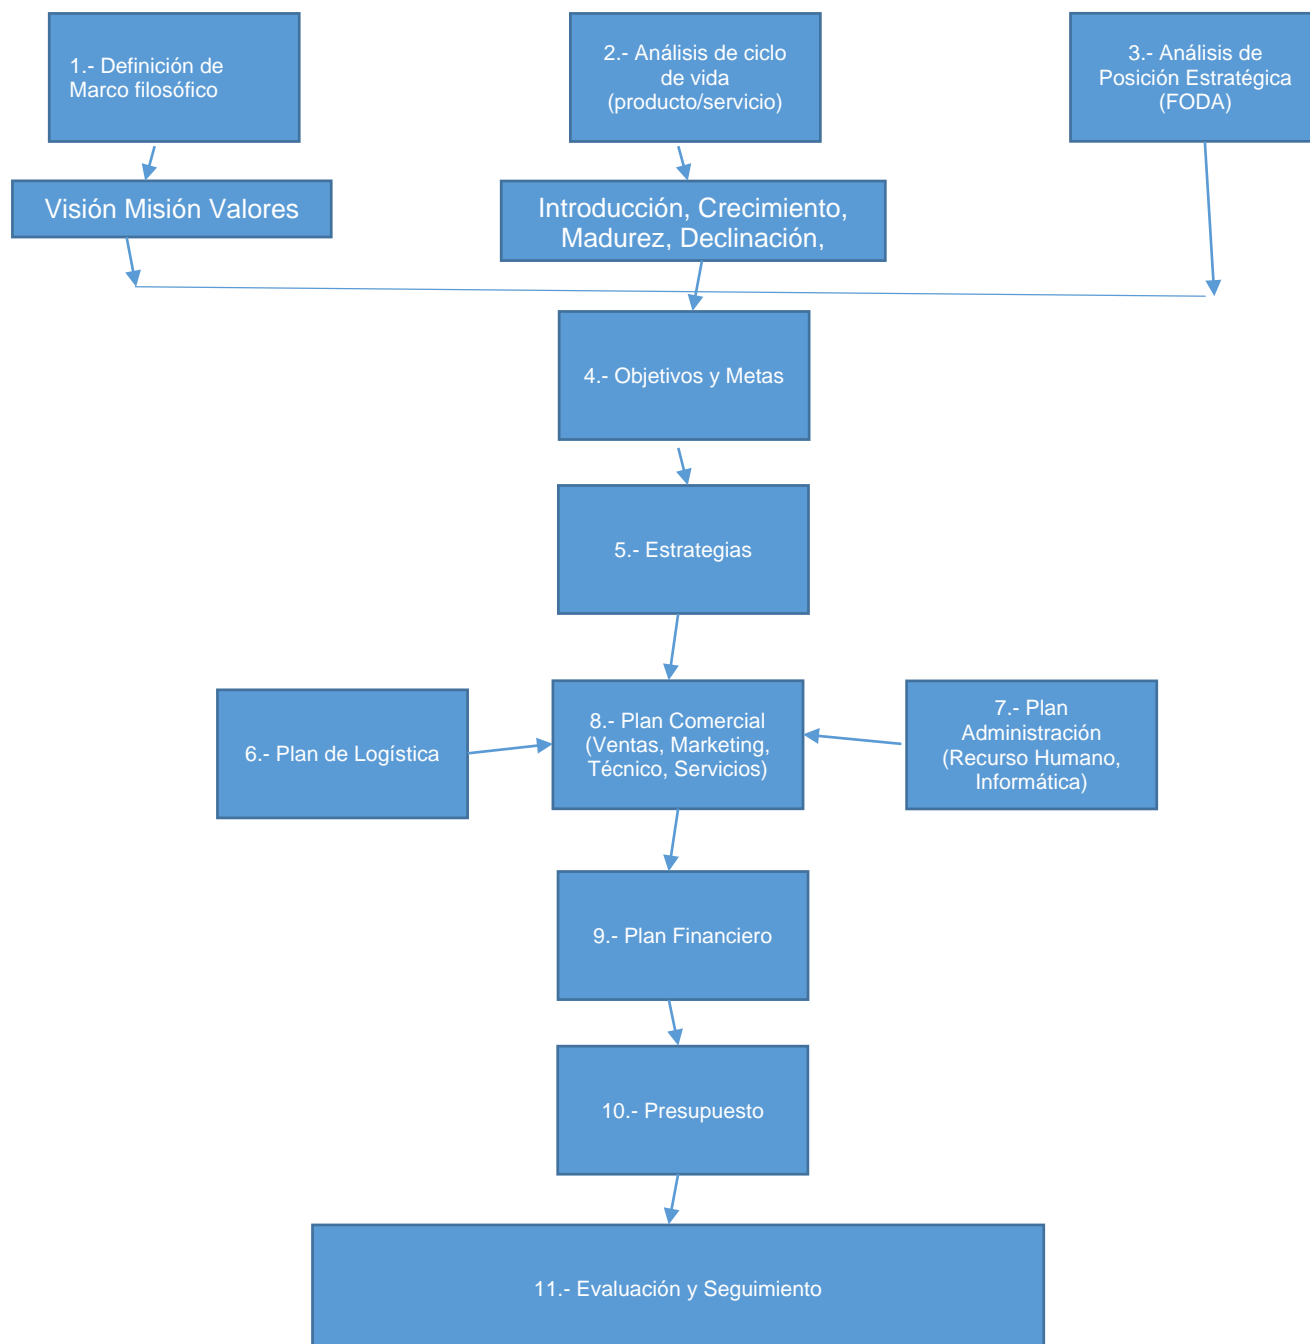 1.- Definición de
Marco filosófico
2.- Análisis de ciclo
de vida
(producto/servicio)
3.- Análisis de
Posición Estratégica
(FODA)
Visión Misión Valores
Introducción, Crecimiento,
Madurez, Declinación,
4.- Objetivos y Metas
5.- Estrategias
6.- Plan de Logística
8.- Plan Comercial
(Ventas, Marketing,
Técnico, Servicios)
7.- Plan
Administración
(Recurso Humano,
Informática)
9.- Plan Financiero
10.- Presupuesto
11.- Evaluación y Seguimiento